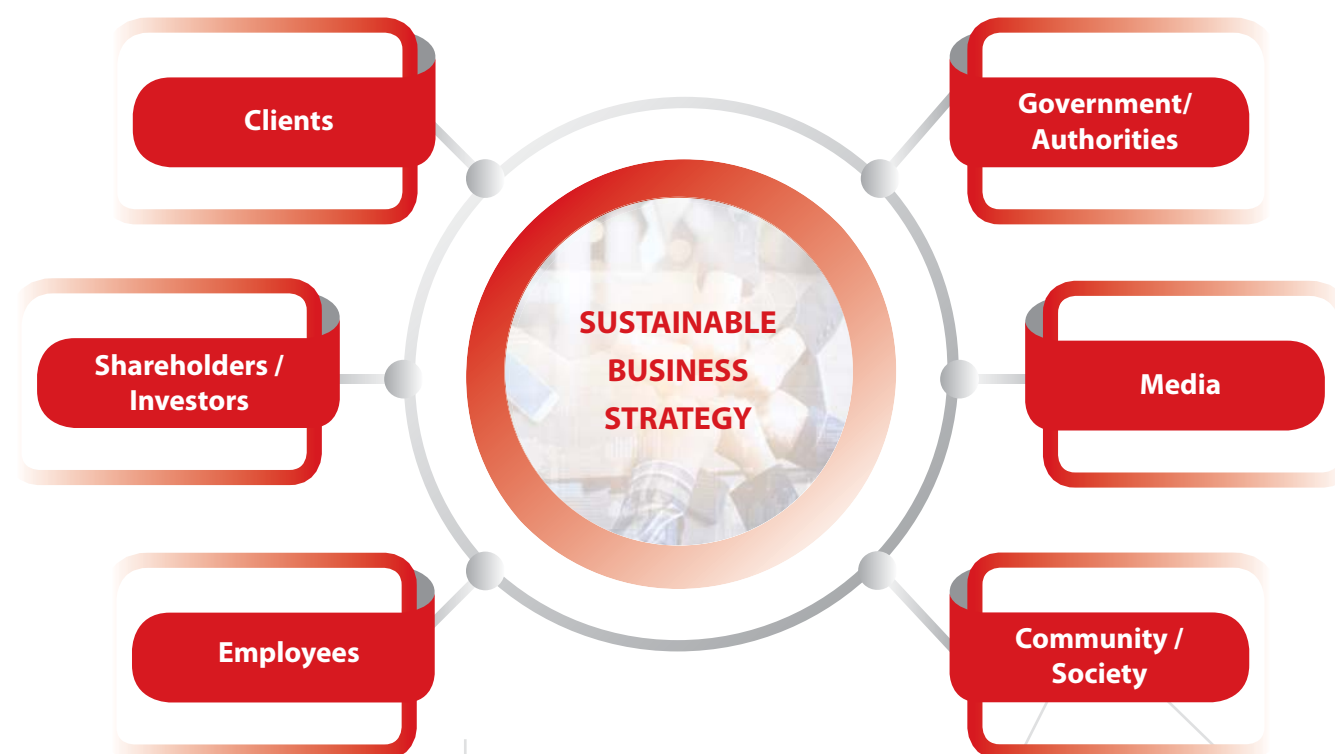 Clients
Government/
Authorities
SUSTAINABLE
BUSINESS
STRATEGY
Shareholders /
Investors
Media
Employees
Community /
Society